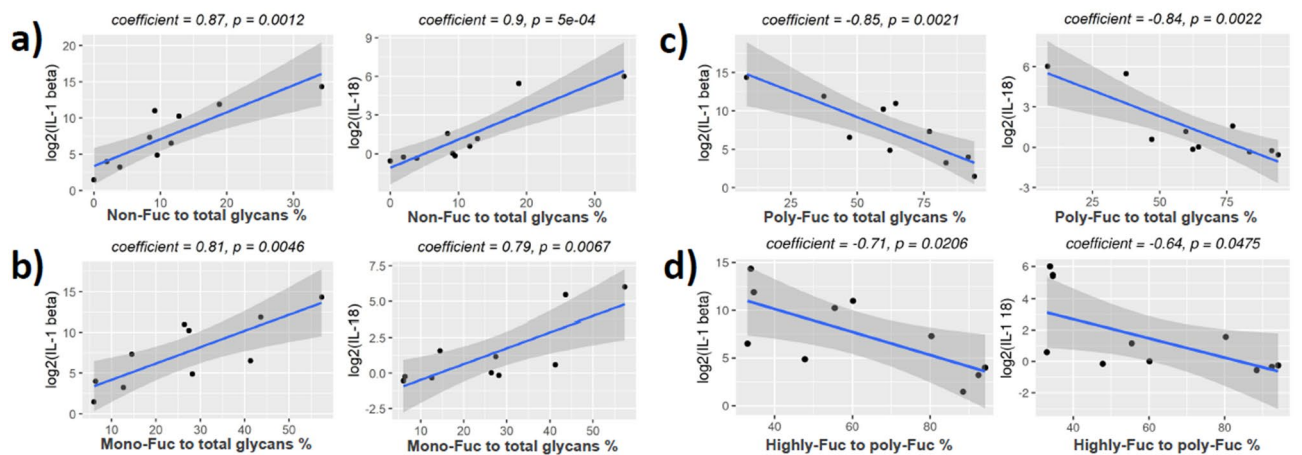 a)
coefficient = 0.87, p = 0.0012
log2(IL-1 beta)
20
15
10
5
0
0 10 20 30
Non-Fuc to total glycans %
coefficient = 0.9, p = 5e-04
log2(IL-18)
9
6
3
0
0 10 20 30
Non-Fuc to total glycans %
b)
coefficient = 0.81, p = 0.0046
log2(IL-1 beta)
15
10
5
0
10 20 30 40 50
Mono-Fuc to total glycans %
coefficient = 0.79, p = 0.0067
log2(IL-18)
7.5
5.0
2.5
0.0
-2.5
10 20 30 40 50
Mono-Fuc to total glycans %
c)
coefficient = -0.85, p = 0.0021
log2(IL-1 beta)
15
10
5
0
25 50 75
Poly-Fuc to total glycans %
coefficient = -0.84, p = 0.0022
log2(IL-18)
6
3
0
-3
25 50 75
Poly-Fuc to total glycans %
d)
coefficient = -0.71, p = 0.0206
log2(IL-1 beta)
15
10
5
0
40 60 80
Highly-Fuc to poly-Fuc %
coefficient = -0.64, p = 0.0475
log2(IL-1 18)
6
4
2
0
-2
40 60 80
Highly-Fuc to poly-Fuc %